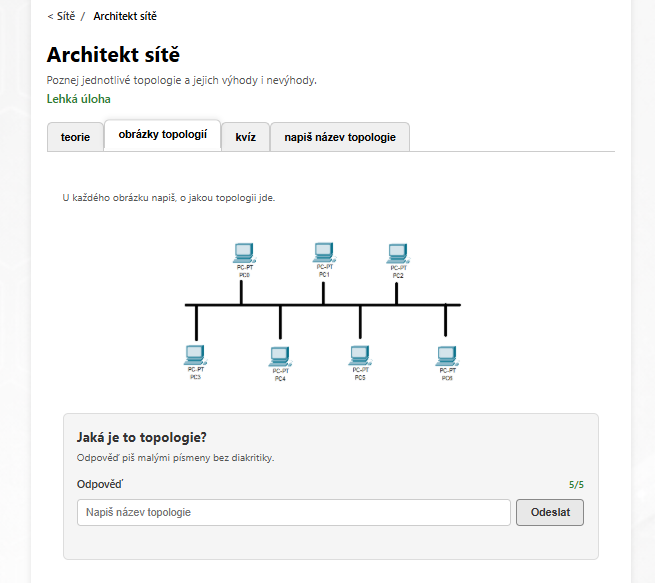 < Sítě / Architekt sítě
Architekt sítě
Poznej jednotlivé topologie a jejich výhody i nevýhody.
Lehká úloha
teorie obrázky topologií kvíz napiš název topologie
U každého obrázku napiš, o jakou topologii jde.
PC-PT PC-PT PC-PT
PC0 PC1 PC2
PC-PT PC-PT PC-PT PC-PT
PC3 PC4 PC5 PC6
Jaká je to topologie?
Odpověď piš malými písmeny bez diakritiky.
Odpověď 5/5
Napiš název topologie Odeslat